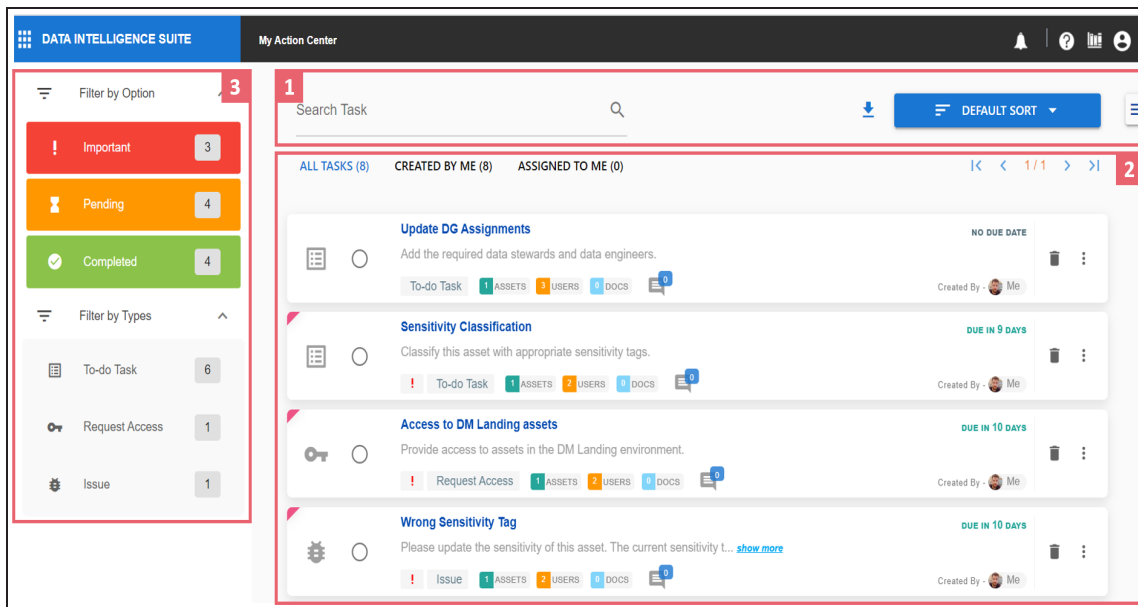 DATA INTELLIGENCE SUITE
My Action Center
3
Filter by Option
! Important 3
Pending 4
Completed 4
Filter by Types
To-do Task 6
Request Access 1
Issue 1
1
Search Task
DEFAULT SORT
2
ALL TASKS (8) CREATED BY ME (8) ASSIGNED TO ME (0) 1 / 1
Update DG Assignments
NO DUE DATE
Add the required data stewards and data engineers.
To-do Task 1 ASSETS 3 USERS 0 DOCS 0
Created By - Me
Sensitivity Classification
DUE IN 9 DAYS
Classify this asset with appropriate sensitivity tags.
! To-do Task 1 ASSETS 2 USERS 0 DOCS 0
Created By - Me
Access to DM Landing assets
DUE IN 10 DAYS
Provide access to assets in the DM Landing environment.
! Request Access 1 ASSETS 2 USERS 0 DOCS 0
Created By - Me
Wrong Sensitivity Tag
DUE IN 10 DAYS
Please update the sensitivity of this asset. The current sensitivity t... show more
! Issue 1 ASSETS 2 USERS 0 DOCS 0
Created By - Me